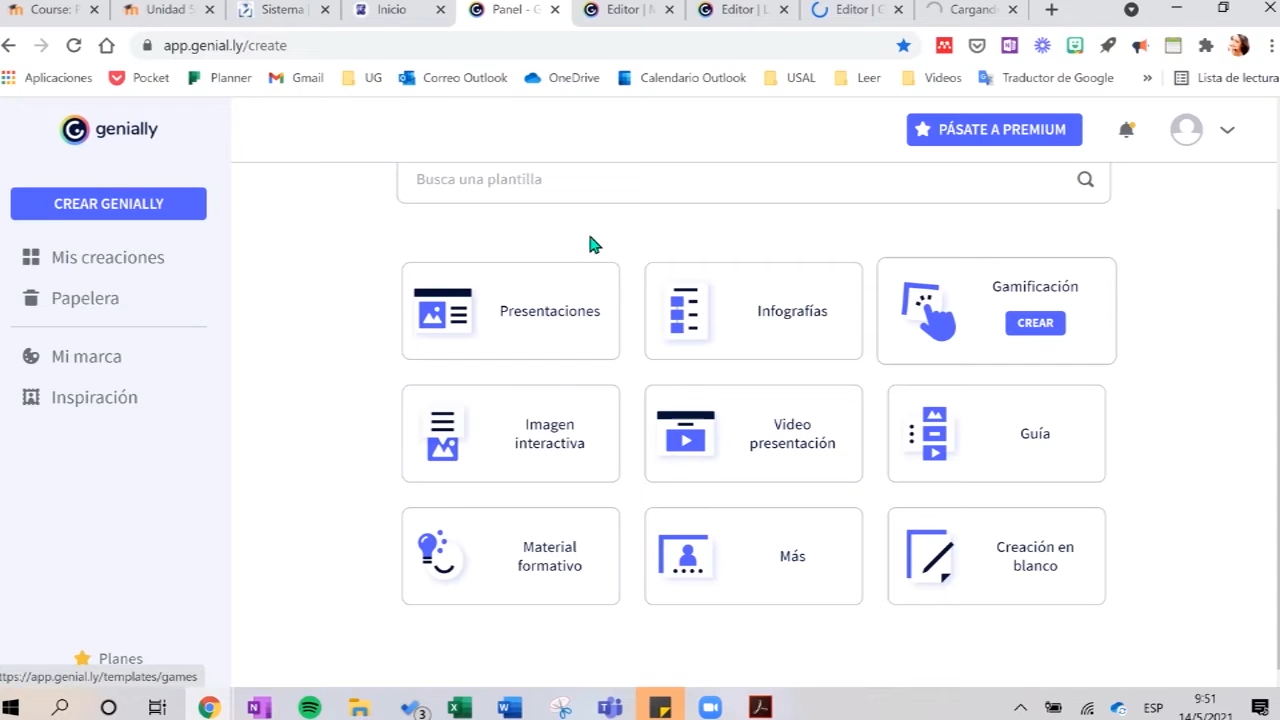 Course: P
Unidad 5
Sistema
Inicio
Panel - G
Editor | M
Editor | L
Editor | G
Cargand
app.genial.ly/create
Aplicaciones
Pocket
Planner
Gmail
UG
Correo Outlook
OneDrive
Calendario Outlook
USAL
Leer
Videos
Traductor de Google
»
Lista de lectura
genially
PÁSATE A PREMIUM
Busca una plantilla
CREAR GENIALLY
Mis creaciones
Papelera
Mi marca
Inspiración
Presentaciones
Infografías
Gamificación
CREAR
Imagen
interactiva
Video
presentación
Guía
Material
formativo
Más
Creación en
blanco
Planes
ttps://app.genial.ly/templates/games
3
ESP
9:51
14/5/2021